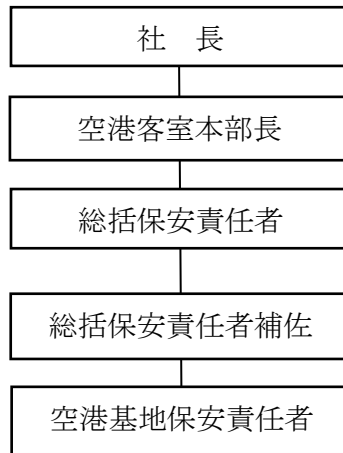 社　長
空港客室本部長
総括保安責任者
総括保安責任者補佐
空港基地保安責任者